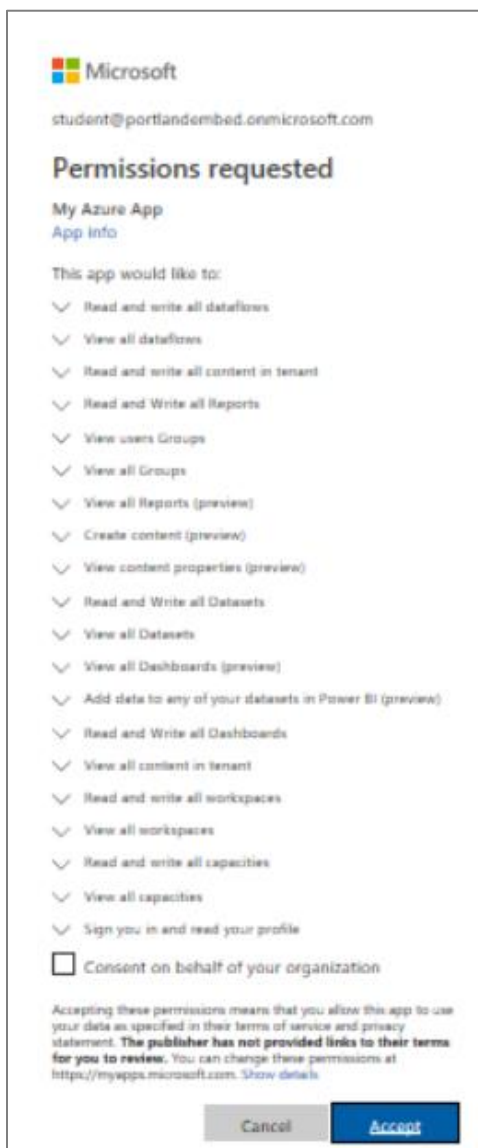 Microsoft
student@portlandembed.onmicrosoft.com
Permissions requested
My Azure App
App info
This app would like to:
Read and write all dataflows
View all dataflows
Read and write all content in tenant
Read and Write all Reports
View users Groups
View all Groups
View all Reports (preview)
Create content (preview)
View content properties (preview)
Read and Write all Datasets
View all Datasets
View all Dashboards (preview)
Add data to any of your datasets in Power BI (preview)
Read and Write all Dashboards
View all content in tenant
Read and write all workspaces
View all workspaces
Read and write all capacities
View all capacities
Sign you in and read your profile
Consent on behalf of your organization
Accepting these permissions means that you allow this app to use
your data as specified in their terms of service and privacy
statement. The publisher has not provided links to their terms
for you to review. You can change these permissions at
https://myapps.microsoft.com. Show details
Cancel Accept